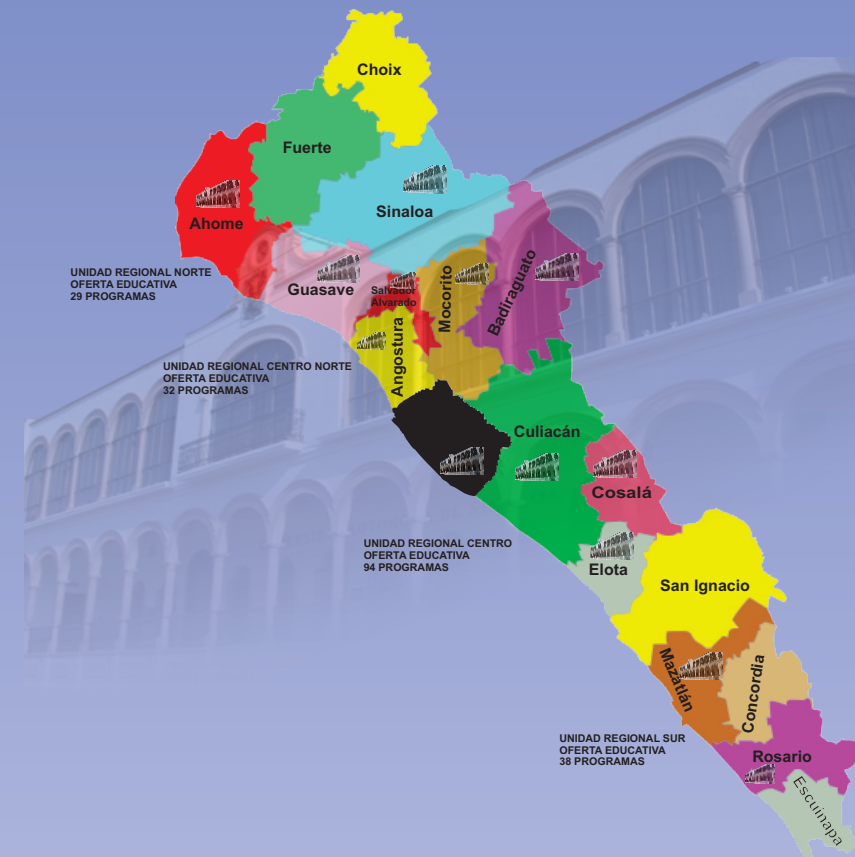 Choix
Fuerte
Ahome
Sinaloa
UNIDAD REGIONAL NORTE
OFERTA EDUCATIVA
29 PROGRAMAS
Guasave
Salvador
Alvarado
Mocorito
Badiraguato
Angostura
UNIDAD REGIONAL CENTRO NORTE
OFERTA EDUCATIVA
32 PROGRAMAS
Culiacán
Cosalá
UNIDAD REGIONAL CENTRO
OFERTA EDUCATIVA
94 PROGRAMAS
Elota
San Ignacio
Mazatlán
Concordia
UNIDAD REGIONAL SUR
OFERTA EDUCATIVA
38 PROGRAMAS
Rosario
Escuinapa